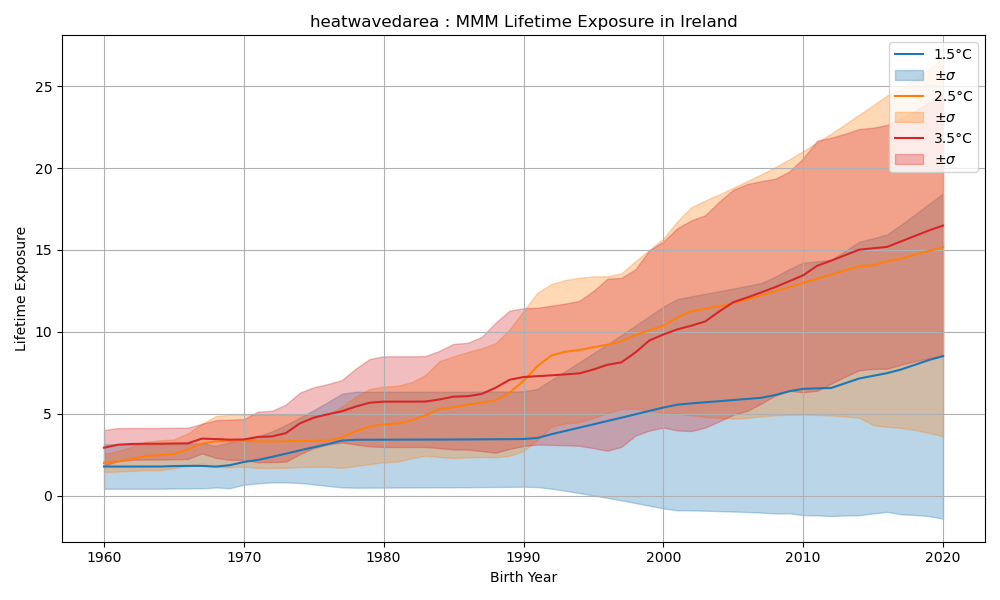 heatwavedarea : MMM Lifetime Exposure in Ireland
1.5°C
±σ
2.5°C
±σ
3.5°C
±σ
Lifetime Exposure
25
20
15
10
5
0
1960
1970
1980
1990
2000
2010
2020
Birth Year